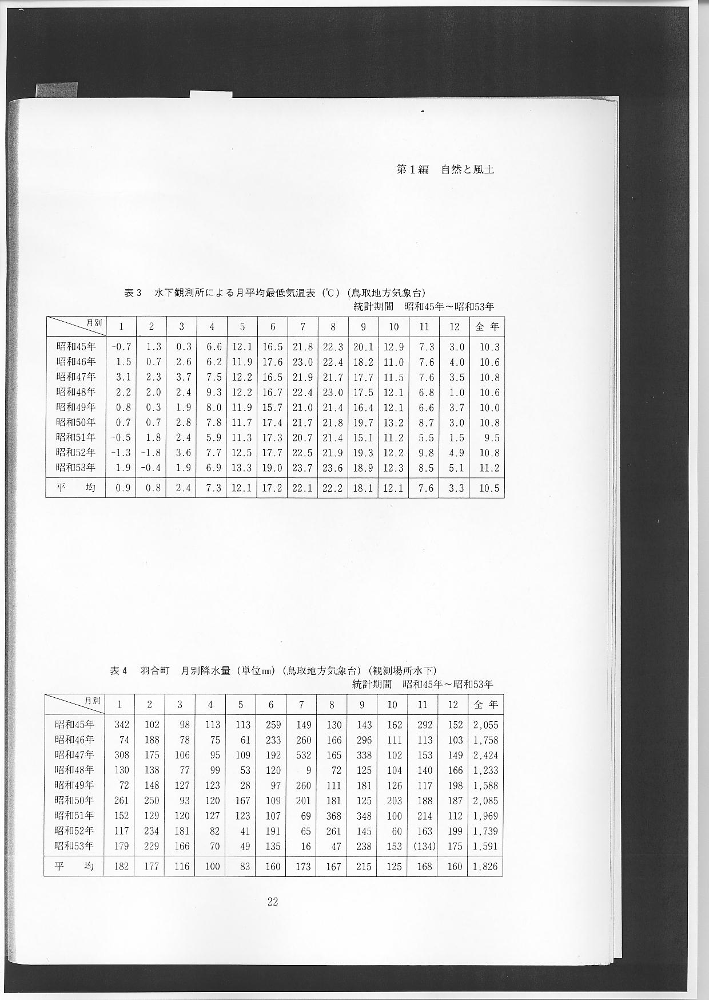 第1編　自然と風土
表3　水下観測所による月平均最低気温表（℃）（鳥取地方気象台）
統計期間　昭和45年～昭和53年
月別 1 2 3 4 5 6 7 8 9 10 11 12 全年
昭和45年 -0.7 1.3 0.3 6.6 12.1 16.5 21.8 22.3 20.1 12.9 7.3 3.0 10.3
昭和46年 1.5 0.7 2.6 6.2 11.9 17.6 23.0 22.4 18.2 11.0 7.6 4.0 10.6
昭和47年 3.1 2.3 3.7 7.5 12.2 16.5 21.9 21.7 17.7 11.5 7.6 3.5 10.8
昭和48年 2.2 2.0 2.4 9.3 12.2 16.7 22.4 23.0 17.5 12.1 6.8 1.0 10.6
昭和49年 0.8 0.3 1.9 8.0 11.9 15.7 21.0 21.4 16.4 12.1 6.6 3.7 10.0
昭和50年 0.7 0.7 2.8 7.8 11.7 17.4 21.7 21.8 19.7 13.2 8.7 3.0 10.8
昭和51年 -0.5 1.8 2.4 5.9 11.3 17.3 20.7 21.4 15.1 11.2 5.5 1.5 9.5
昭和52年 -1.3 -1.8 3.6 7.7 12.5 17.7 22.5 21.9 19.3 12.2 9.8 4.9 10.8
昭和53年 1.9 -0.4 1.9 6.9 13.3 19.0 23.7 23.6 18.9 12.3 8.5 5.1 11.2
平均 0.9 0.8 2.4 7.3 12.1 17.2 22.1 22.2 18.1 12.1 7.6 3.3 10.5
表4　羽合町　月別降水量（単位㎜）（鳥取地方気象台）（観測場所水下）
統計期間　昭和45年～昭和53年
月別 1 2 3 4 5 6 7 8 9 10 11 12 全年
昭和45年 342 102 98 113 113 259 149 130 143 162 292 152 2,055
昭和46年 74 188 78 75 61 233 260 166 296 111 113 103 1,758
昭和47年 308 175 106 95 109 192 532 165 338 102 153 149 2,424
昭和48年 130 138 77 99 53 120 9 72 125 104 140 166 1,233
昭和49年 72 148 127 123 28 97 260 111 181 126 117 198 1,588
昭和50年 261 250 93 120 167 109 201 181 125 203 188 187 2,085
昭和51年 152 129 120 127 123 107 69 368 348 100 214 112 1,969
昭和52年 117 234 181 82 41 191 65 261 145 60 163 199 1,739
昭和53年 179 229 166 70 49 135 16 47 238 153 (134) 175 1,591
平均 182 177 116 100 83 160 173 167 215 125 168 160 1,826
22